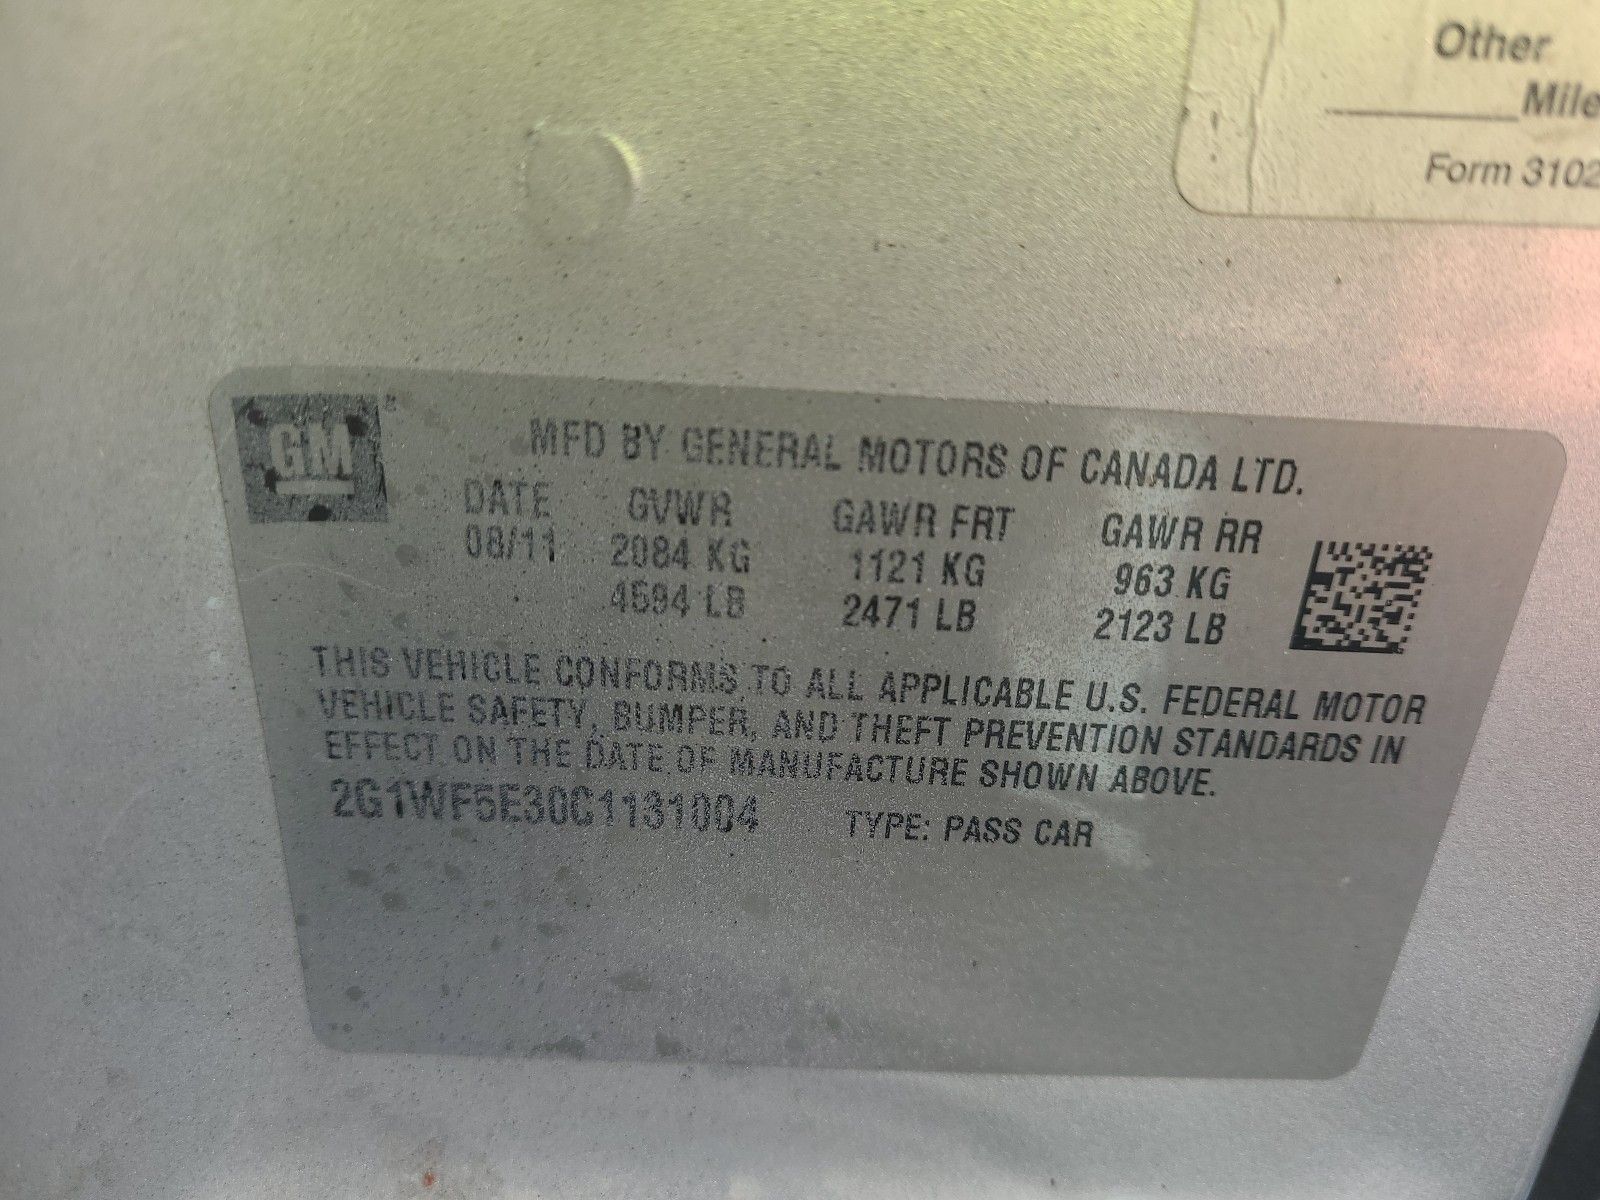 Other
Mile
Form 3102
GM
MFD BY GENERAL MOTORS OF CANADA LTD.
DATE GVWR GAWR FRT GAWR RR
08/11 2084 KG 1121 KG 963 KG
4594 LB 2471 LB 2123 LB
THIS VEHICLE CONFORMS TO ALL APPLICABLE U.S. FEDERAL MOTOR
VEHICLE SAFETY, BUMPER, AND THEFT PREVENTION STANDARDS IN
EFFECT ON THE DATE OF MANUFACTURE SHOWN ABOVE.
2G1WF5E30C1131004 TYPE: PASS CAR